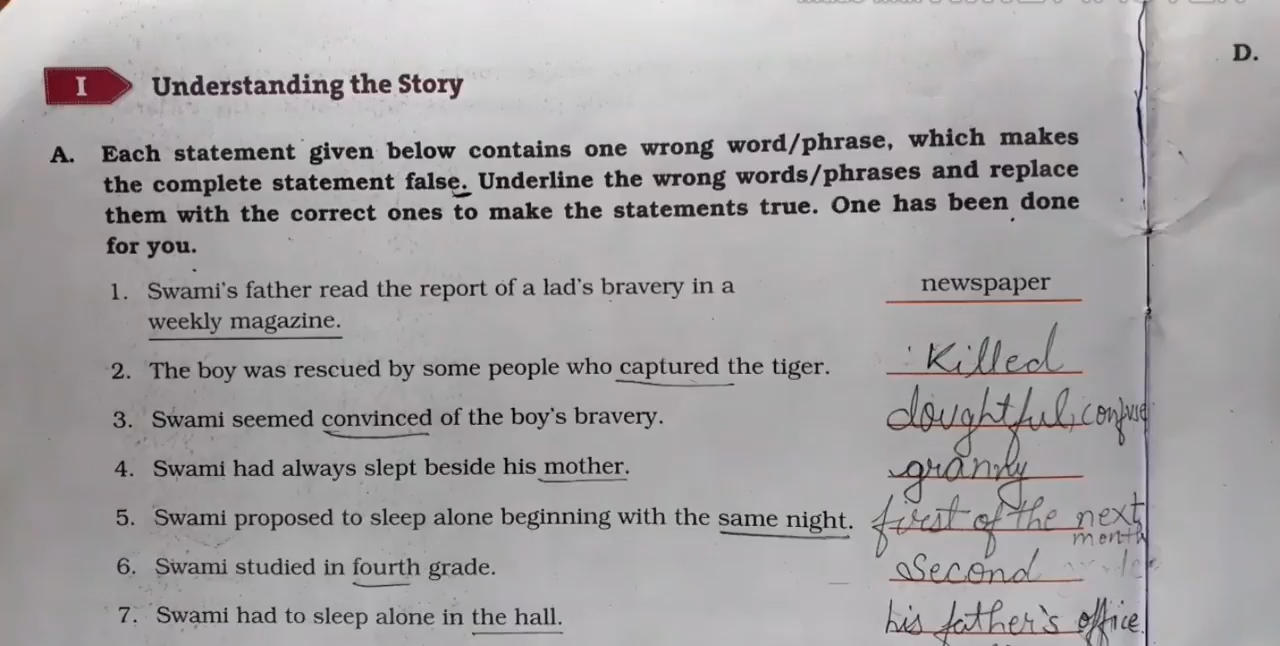 D.
I Understanding the Story
A. Each statement given below contains one wrong word/phrase, which makes
the complete statement false. Underline the wrong words/phrases and replace
them with the correct ones to make the statements true. One has been done
for you.
1. Swami's father read the report of a lad's bravery in a newspaper
weekly magazine.
2. The boy was rescued by some people who captured the tiger. Killed
3. Swami seemed convinced of the boy's bravery. doughtful, confuse
4. Swami had always slept beside his mother. granny
5. Swami proposed to sleep alone beginning with the same night. first of the next
month
6. Swami studied in fourth grade. Second
7. Swami had to sleep alone in the hall. his father's office.